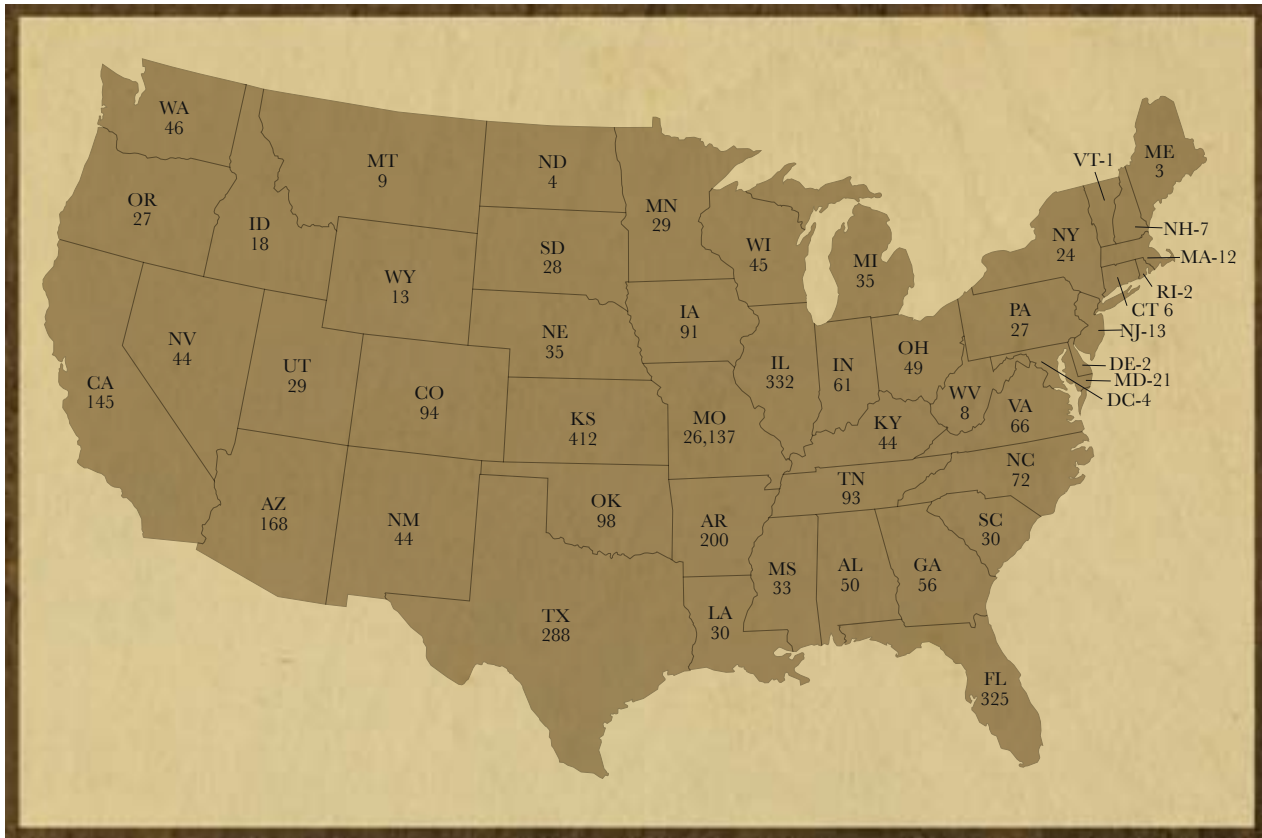 WA
46
OR
27
ID
18
MT
9
ND
4
MN
29
SD
28
WY
13
WI
45
MI
35
NY
24
VT-1
ME
3
NH-7
MA-12
RI-2
CT 6
NJ-13
PA
27
DE-2
MD-21
DC-4
CA
145
NV
44
UT
29
CO
94
NE
35
IA
91
IL
332
IN
61
OH
49
WV
8
VA
66
KS
412
MO
26,137
KY
44
NC
72
TN
93
AZ
168
NM
44
OK
98
AR
200
SC
30
MS
33
AL
50
GA
56
TX
288
LA
30
FL
325